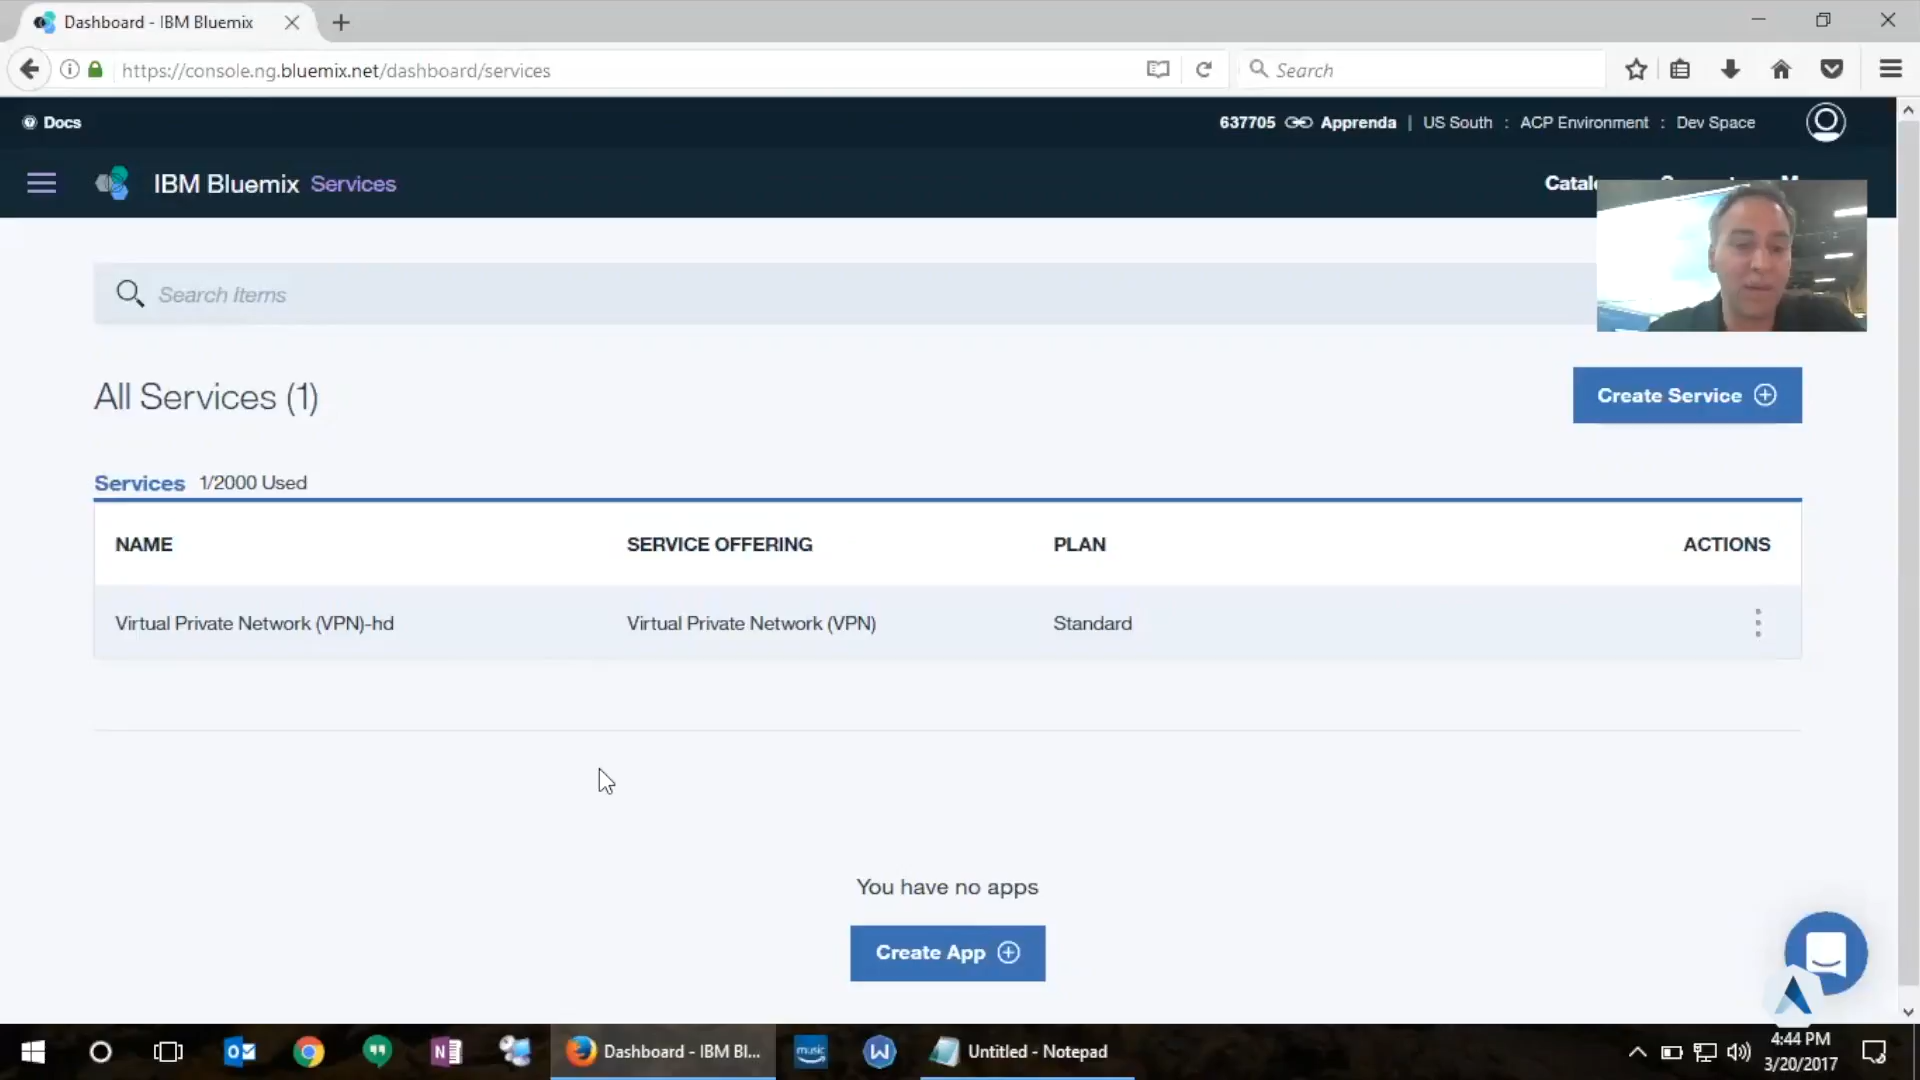 Dashboard - IBM Bluemix
https://console.ng.bluemix.net/dashboard/services
Search
Docs
637705 Apprenda | US South : ACP Environment : Dev Space
IBM Bluemix Services
Search Items
All Services (1)
Create Service
Services 1/2000 Used
NAME SERVICE OFFERING PLAN ACTIONS
Virtual Private Network (VPN)-hd Virtual Private Network (VPN) Standard
You have no apps
Create App
Dashboard - IBM Bl...
music
Untitled - Notepad
4:44 PM
3/20/2017